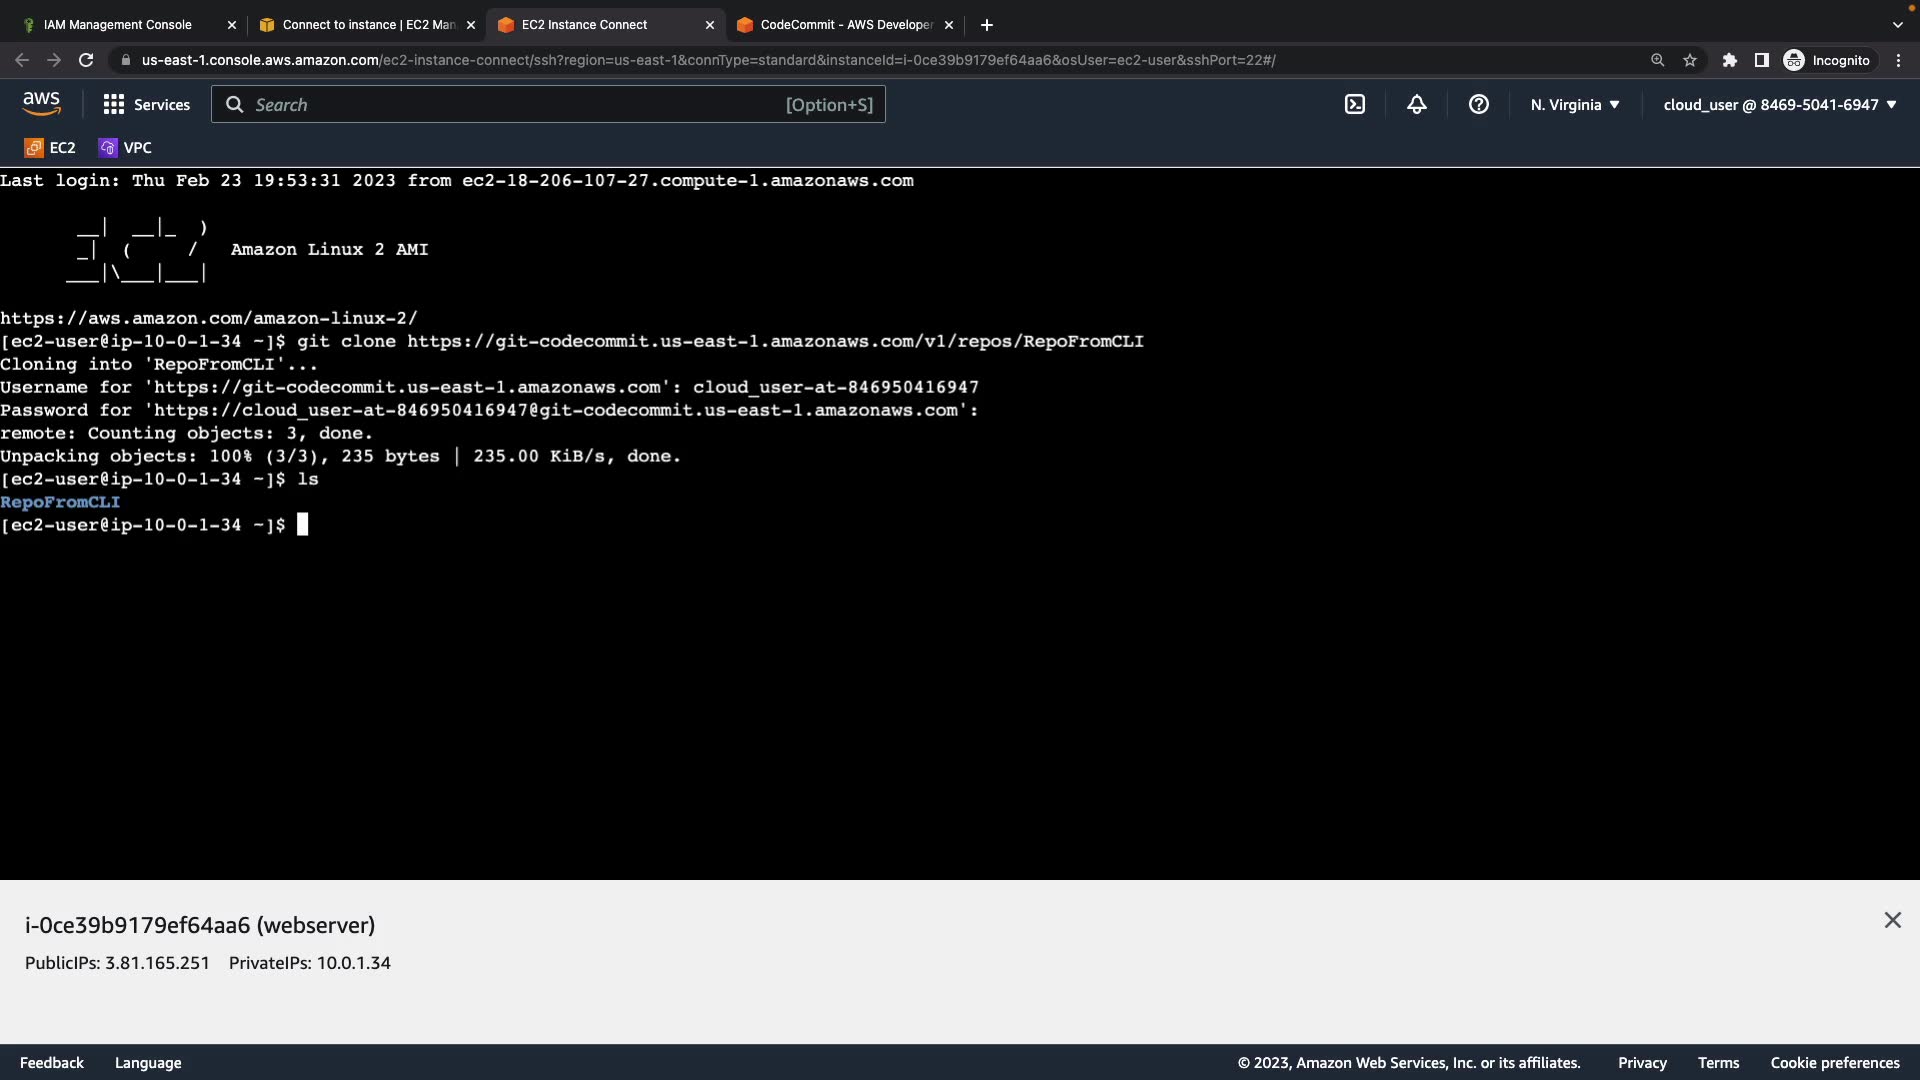 IAM Management Console
Connect to instance | EC2 Man
EC2 Instance Connect
CodeCommit - AWS Developer
us-east-1.console.aws.amazon.com/ec2-instance-connect/ssh?region=us-east-1&connType=standard&instanceId=i-0ce39b9179ef64aa6&osUser=ec2-user&sshPort=22#/
Incognito
aws
Services
Search
[Option+S]
N. Virginia
cloud_user @ 8469-5041-6947
EC2
VPC
Last login: Thu Feb 23 19:53:31 2023 from ec2-18-206-107-27.compute-1.amazonaws.com
__|  __|_  )
_|  (     /   Amazon Linux 2 AMI
___|\___|___|
https://aws.amazon.com/amazon-linux-2/
[ec2-user@ip-10-0-1-34 ~]$ git clone https://git-codecommit.us-east-1.amazonaws.com/v1/repos/RepoFromCLI
Cloning into 'RepoFromCLI'...
Username for 'https://git-codecommit.us-east-1.amazonaws.com': cloud_user-at-846950416947
Password for 'https://cloud_user-at-846950416947@git-codecommit.us-east-1.amazonaws.com':
remote: Counting objects: 3, done.
Unpacking objects: 100% (3/3), 235 bytes | 235.00 KiB/s, done.
[ec2-user@ip-10-0-1-34 ~]$ ls
RepoFromCLI
[ec2-user@ip-10-0-1-34 ~]$
i-0ce39b9179ef64aa6 (webserver)
PublicIPs: 3.81.165.251 PrivateIPs: 10.0.1.34
Feedback
Language
© 2023, Amazon Web Services, Inc. or its affiliates.
Privacy
Terms
Cookie preferences